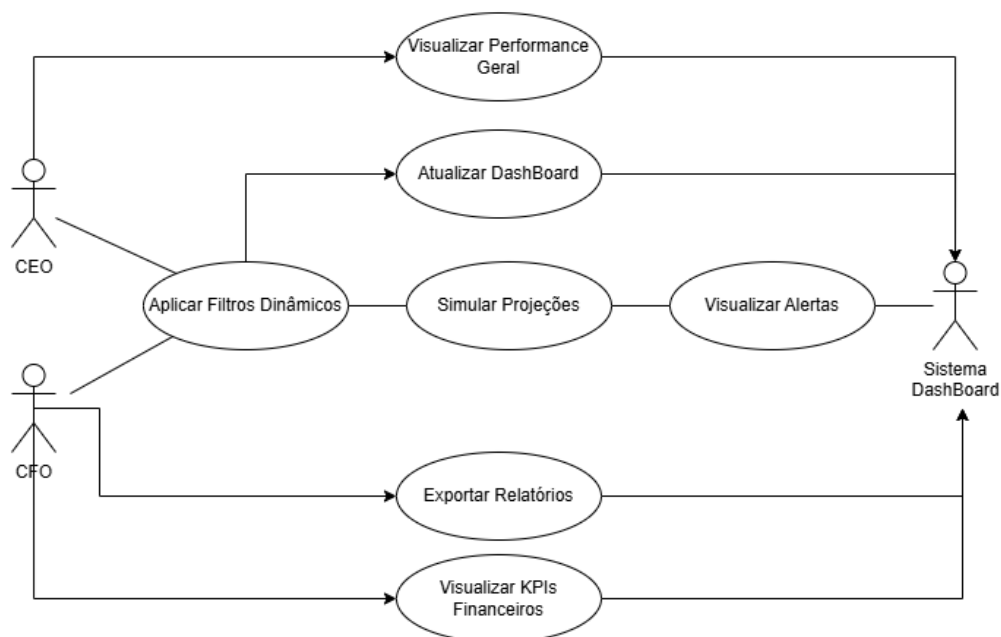 Visualizar Performance
Geral
Atualizar DashBoard
CEO
Aplicar Filtros Dinâmicos
Simular Projeções
Visualizar Alertas
Sistema
DashBoard
CFO
Exportar Relatórios
Visualizar KPIs
Financeiros